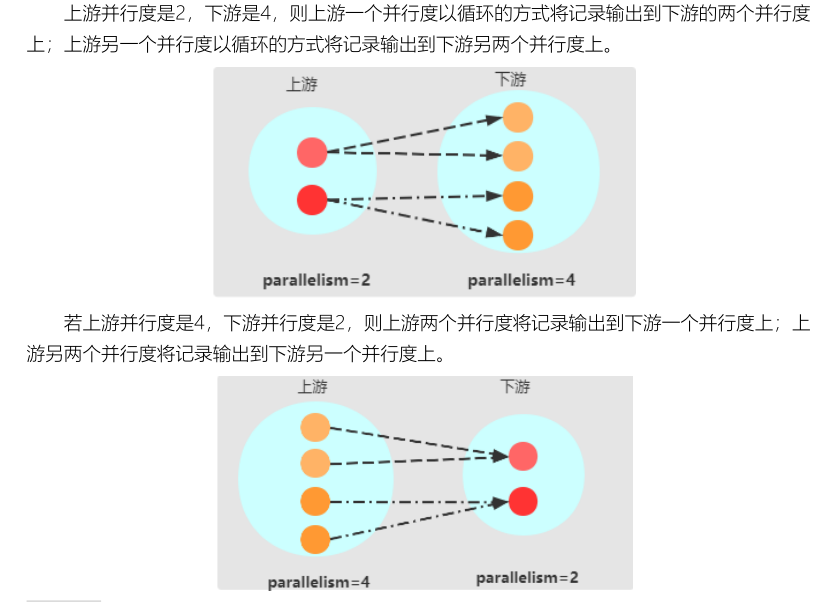 上游并行度是2，下游是4，则上游一个并行度以循环的方式将记录输出到下游的两个并行度
上；上游另一个并行度以循环的方式将记录输出到下游另两个并行度上。
上游
下游
parallelism=2
parallelism=4
若上游并行度是4，下游并行度是2，则上游两个并行度将记录输出到下游一个并行度上；上
游另两个并行度将记录输出到下游另一个并行度上。
上游
下游
parallelism=4
parallelism=2